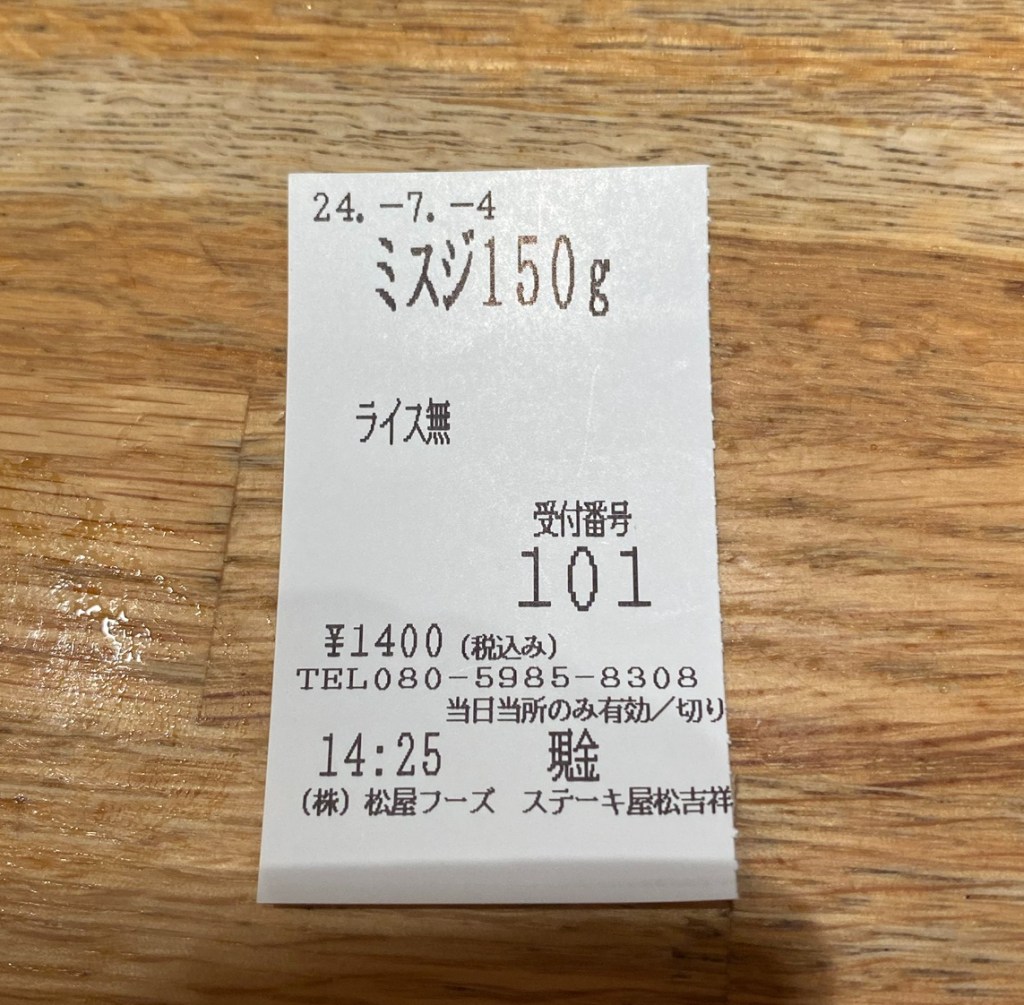 24.-7.-4
ミスジ150g
ライス無
受付番号
101
¥1400(税込み)
TEL080-5985-8308
当日当所のみ有効/切り
14:25 現金
(株)松屋フーズ ステーキ屋松吉祥